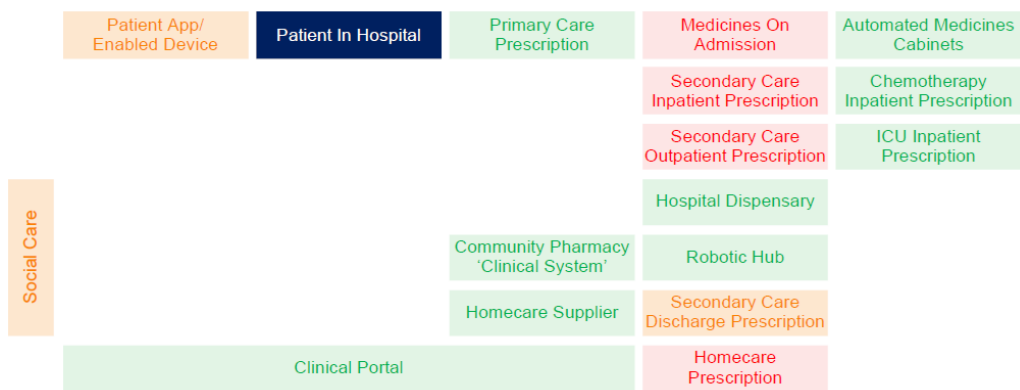 Patient App/
Enabled Device
Patient In Hospital
Primary Care
Prescription
Medicines On
Admission
Automated Medicines
Cabinets
Secondary Care
Inpatient Prescription
Chemotherapy
Inpatient Prescription
Secondary Care
Outpatient Prescription
ICU Inpatient
Prescription
Social Care
Hospital Dispensary
Community Pharmacy
‘Clinical System’
Robotic Hub
Homecare Supplier
Secondary Care
Discharge Prescription
Clinical Portal
Homecare
Prescription